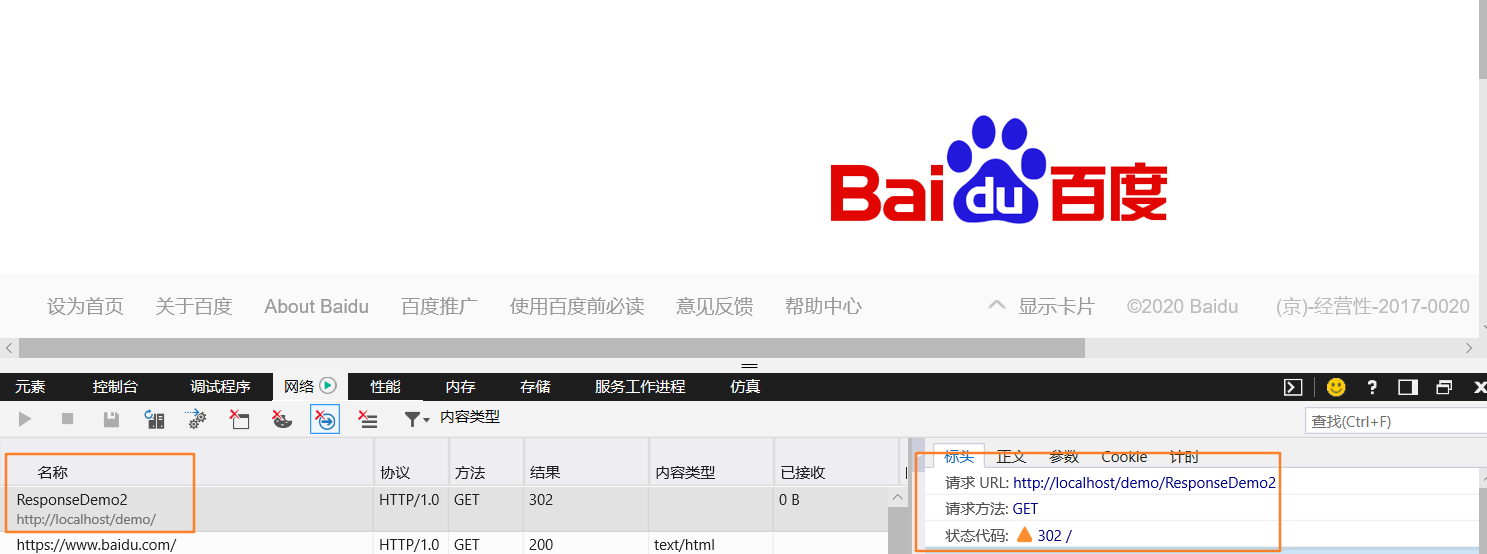 Baidu百度
设为首页 关于百度 About Baidu 百度推广 使用百度前必读 意见反馈 帮助中心 显示卡片 ©2020 Baidu (京)-经营性-2017-0020
元素 控制台 调试程序 网络 性能 内存 存储 服务工作进程 仿真
内容类型 查找(Ctrl+F)
名称 协议 方法 结果 内容类型 已接收
ResponseDemo2 HTTP/1.0 GET 302 0 B
http://localhost/demo/
https://www.baidu.com/ HTTP/1.0 GET 200 text/html
标头 正文 参数 Cookie 计时
请求 URL: http://localhost/demo/ResponseDemo2
请求方法: GET
状态代码: 302 /